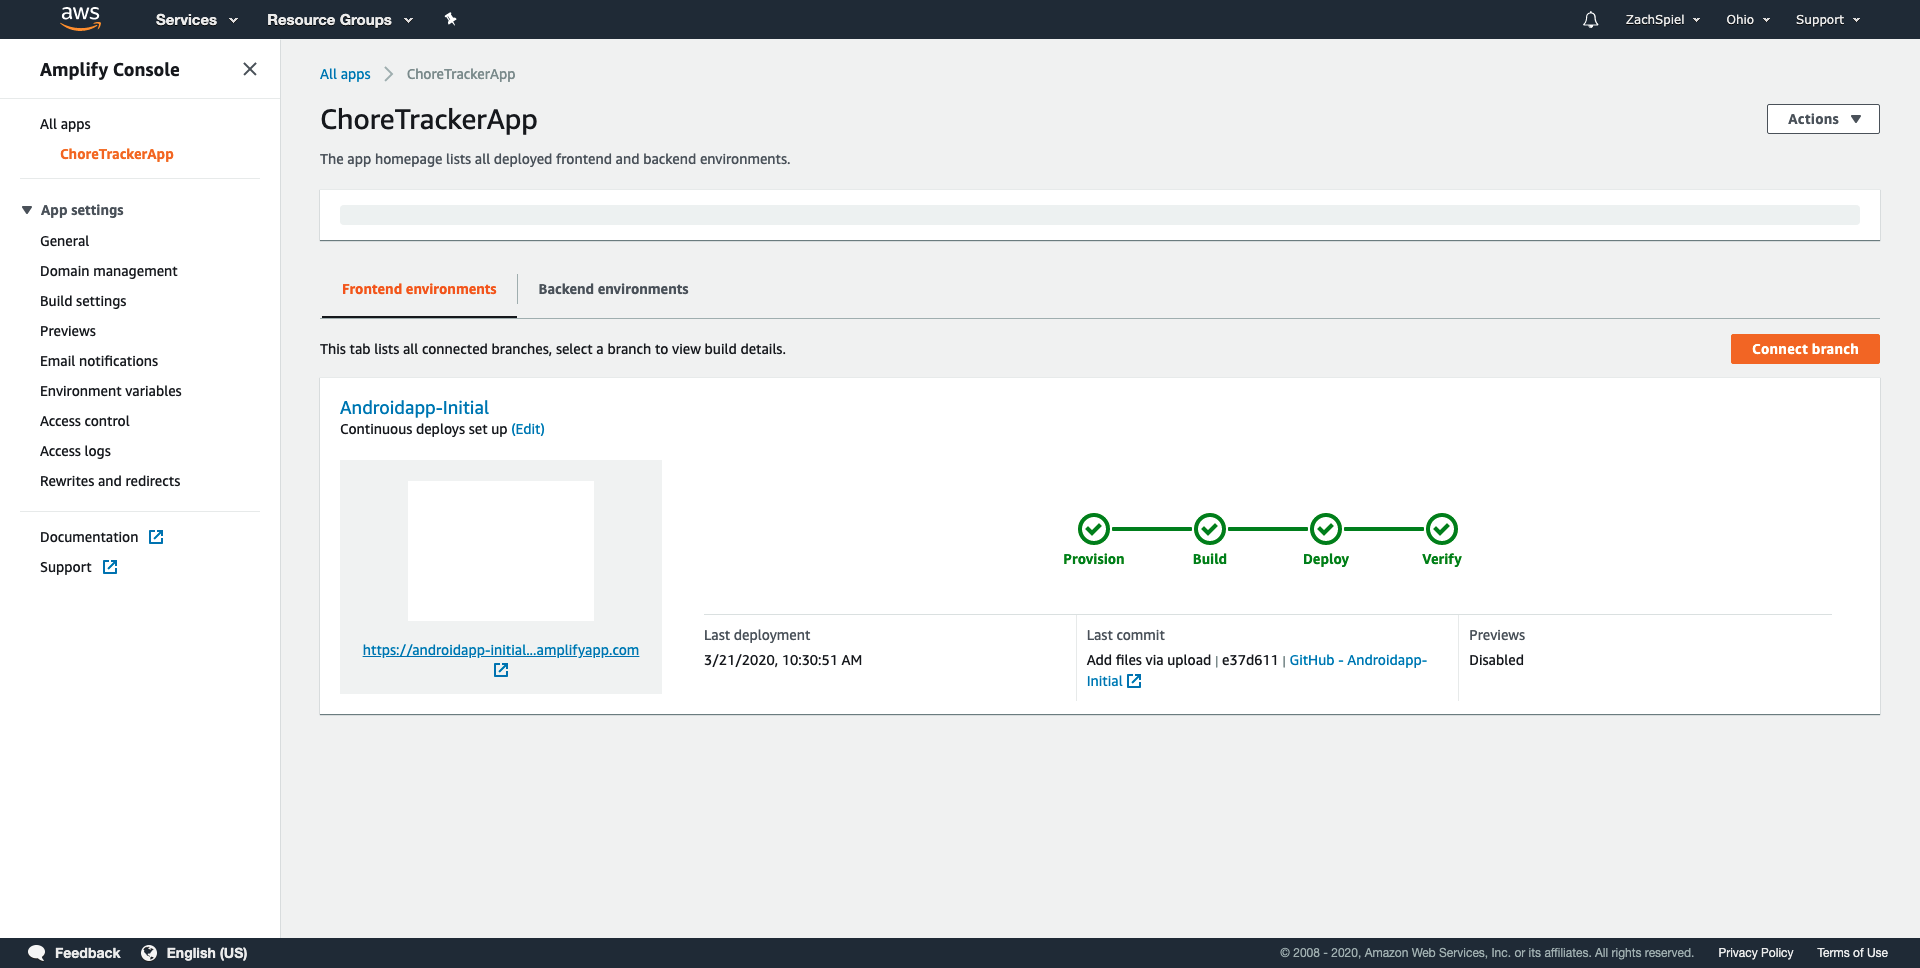 aws Services Resource Groups ZachSpiel Ohio Support
Amplify Console
All apps
ChoreTrackerApp
App settings
General
Domain management
Build settings
Previews
Email notifications
Environment variables
Access control
Access logs
Rewrites and redirects
Documentation
Support
All apps ChoreTrackerApp
ChoreTrackerApp
Actions
The app homepage lists all deployed frontend and backend environments.
Frontend environments Backend environments
This tab lists all connected branches, select a branch to view build details.
Connect branch
Androidapp-Initial
Continuous deploys set up (Edit)
https://androidapp-initial...amplifyapp.com
Provision Build Deploy Verify
Last deployment
3/21/2020, 10:30:51 AM
Last commit
Add files via upload | e37d611 | GitHub - Androidapp-
Initial
Previews
Disabled
Feedback English (US) © 2008 - 2020, Amazon Web Services, Inc. or its affiliates. All rights reserved. Privacy Policy Terms of Use